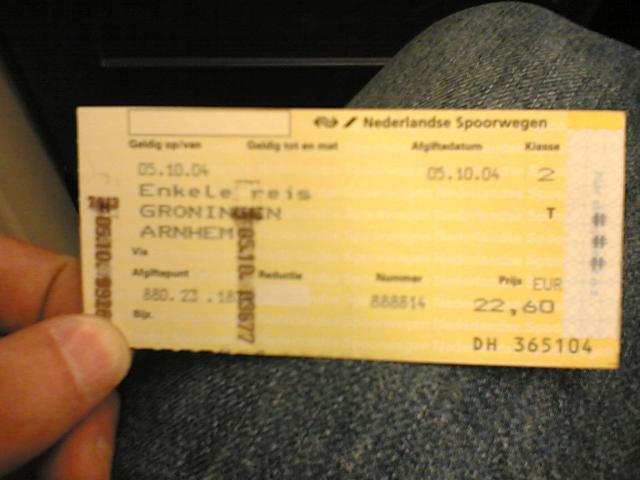 Nederlandse Spoorwegen
Geldig op/van Geldig tot en met Afgiftedatum Klasse
05.10.04 05.10.04 2
Enkele reis
GRONINGEN T
ARNHEM
Via
Afgiftepunt Reductie Nummer Prijs EUR
880.23 888814 22,60
Bijz.
DH 365104